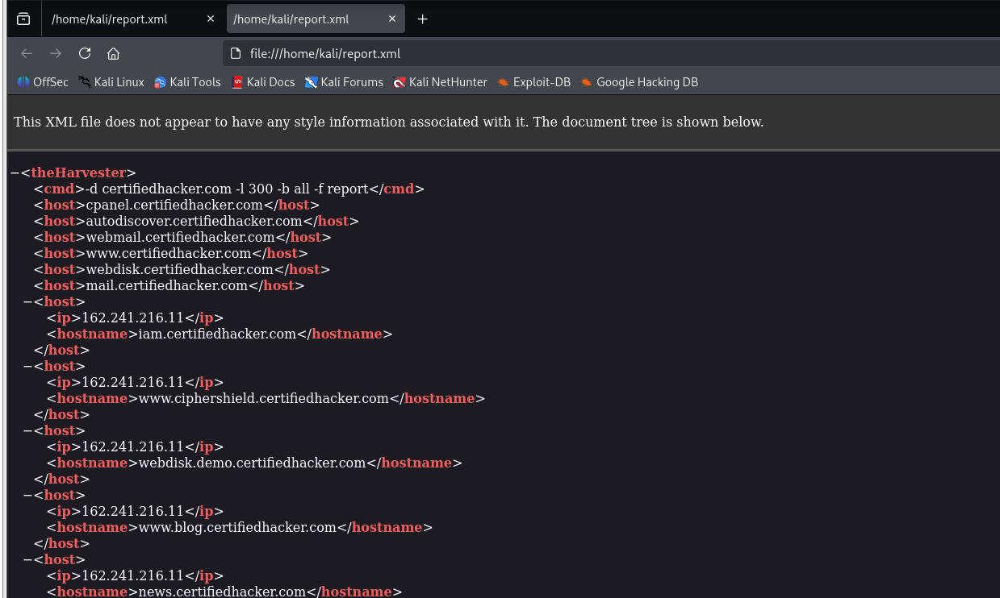 /home/kali/report.xml × /home/kali/report.xml × +
file:///home/kali/report.xml
OffSec Kali Linux Kali Tools Kali Docs Kali Forums Kali NetHunter Exploit-DB Google Hacking DB
This XML file does not appear to have any style information associated with it. The document tree is shown below.
−<theHarvester>
<cmd>-d certifiedhacker.com -l 300 -b all -f report</cmd>
<host>cpanel.certifiedhacker.com</host>
<host>autodiscover.certifiedhacker.com</host>
<host>webmail.certifiedhacker.com</host>
<host>www.certifiedhacker.com</host>
<host>webdisk.certifiedhacker.com</host>
<host>mail.certifiedhacker.com</host>
−<host>
<ip>162.241.216.11</ip>
<hostname>iam.certifiedhacker.com</hostname>
</host>
−<host>
<ip>162.241.216.11</ip>
<hostname>www.ciphershield.certifiedhacker.com</hostname>
</host>
−<host>
<ip>162.241.216.11</ip>
<hostname>webdisk.demo.certifiedhacker.com</hostname>
</host>
−<host>
<ip>162.241.216.11</ip>
<hostname>www.blog.certifiedhacker.com</hostname>
</host>
−<host>
<ip>162.241.216.11</ip>
<hostname>news.certifiedhacker.com</hostname>